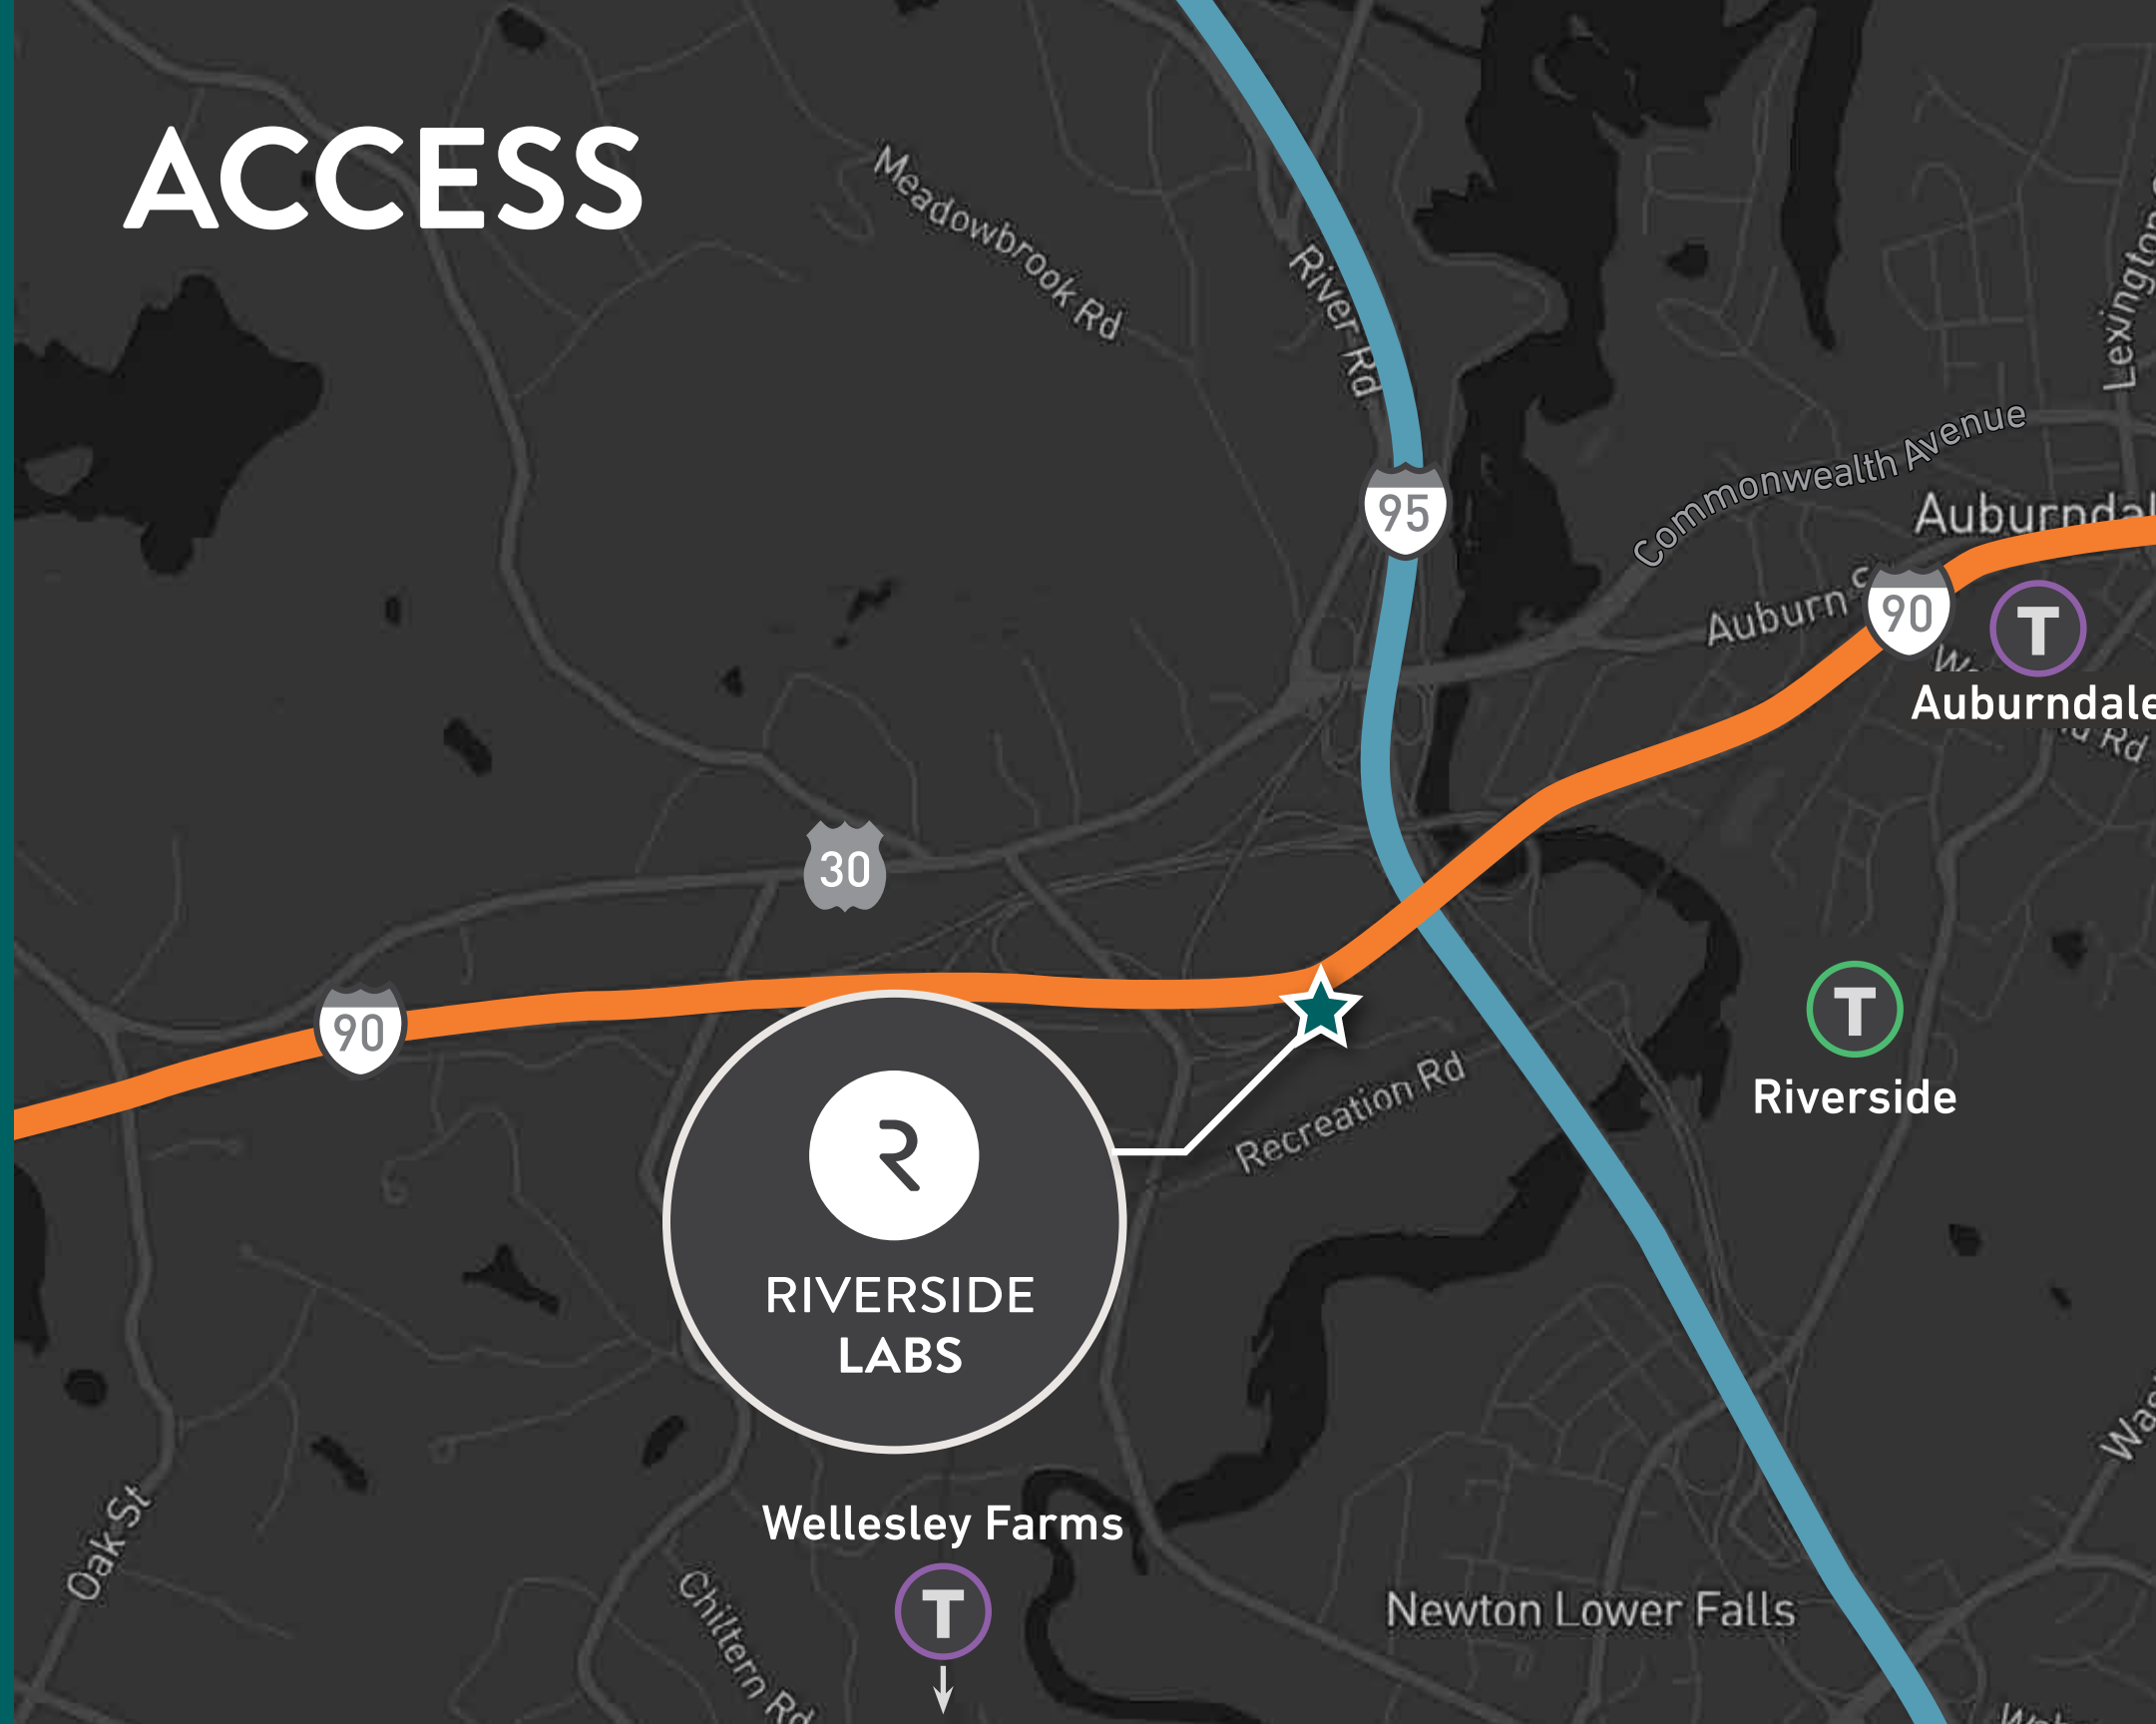 ACCESS
Meadowbrook Rd
River Rd
95
Commonwealth Avenue
Auburn
90
T
Auburndale
Rd
30
90
T
Riverside
Recreation Rd
R
RIVERSIDE
LABS
Oak St
Wellesley Farms
T
Chiltern Rd
Newton Lower Falls